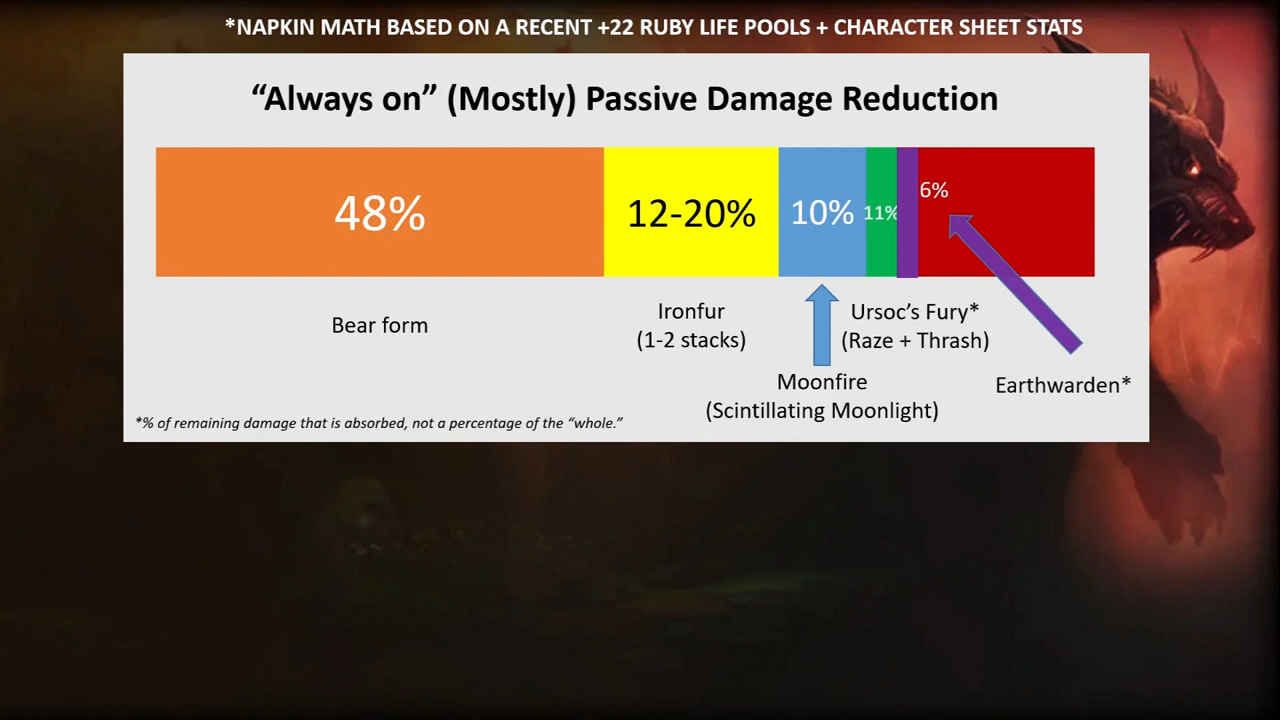 *NAPKIN MATH BASED ON A RECENT +22 RUBY LIFE POOLS + CHARACTER SHEET STATS
“Always on” (Mostly) Passive Damage Reduction
48%
12-20%
10%
11%
6%
Bear form
Ironfur
(1-2 stacks)
Ursoc’s Fury*
(Raze + Thrash)
Moonfire
(Scintillating Moonlight)
Earthwarden*
*% of remaining damage that is absorbed, not a percentage of the “whole.”